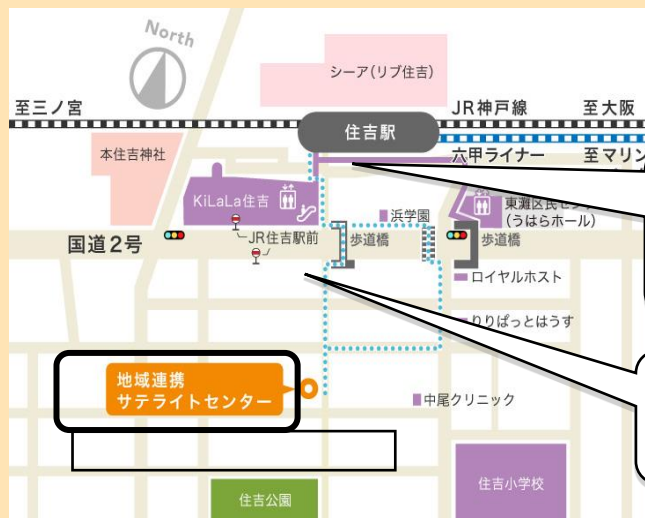 North
シーア(リブ住吉)
至三ノ宮
JR神戸線
至大阪
住吉駅
本住吉神社
六甲ライナー
至マリン
KiLaLa住吉
浜学園
東灘区民セン
(うはらホール)
国道2号
JR住吉駅前
歩道橋
歩道橋
ロイヤルホスト
りりぱっとはうす
地域連携
サテライトセンター
中尾クリニック
住吉公園
住吉小学校